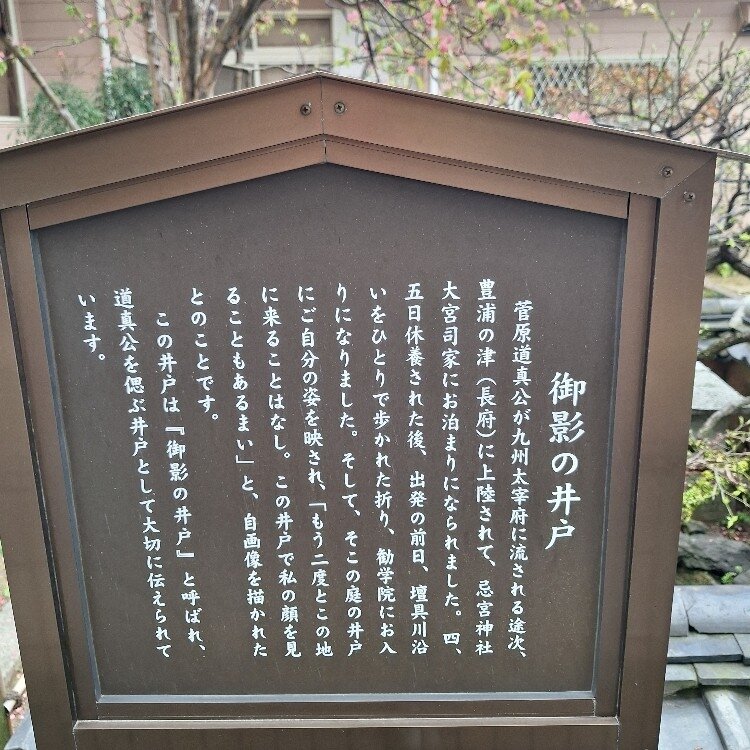 御影の井戸
菅原道真公が九州太宰府に流される途次、
豊浦の津（長府）に上陸されて、忌宮神社
大宮司家にお泊まりになられました。四、
五日休養された後、出発の前日、壇具川沿
いをひとりで歩かれた折り、勧学院にお入
りになりました。そして、そこの庭の井戸
にご自分の姿を映され、「もう二度とこの地
に来ることはなし。この井戸で私の顔を見
ることもあるまい」と、自画像を描かれた
とのことです。
この井戸は『御影の井戸』と呼ばれ、
道真公を偲ぶ井戸として大切に伝えられて
います。